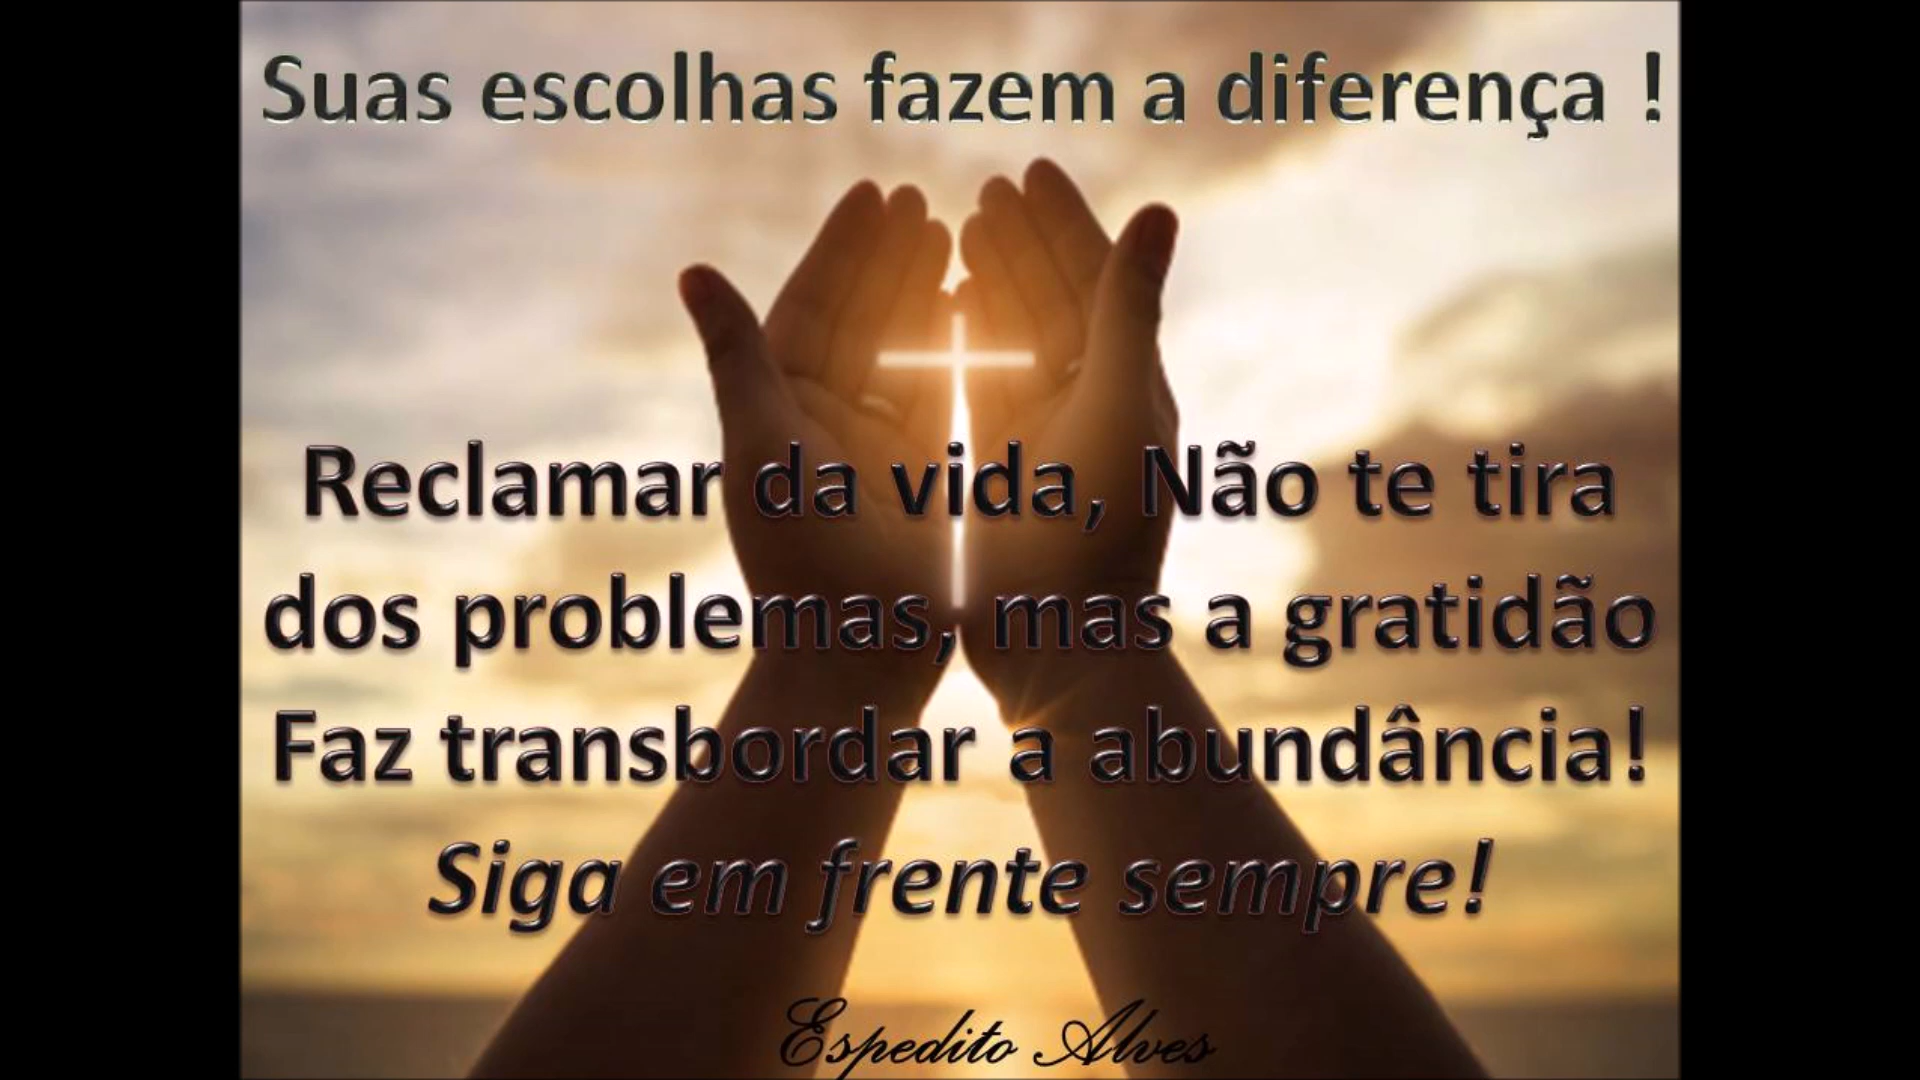 Suas escolhas fazem a diferença !
Reclamar da vida, Não te tira
dos problemas, mas a gratidão
Faz transbordar a abundância!
Siga em frente sempre!
Espedito Alves